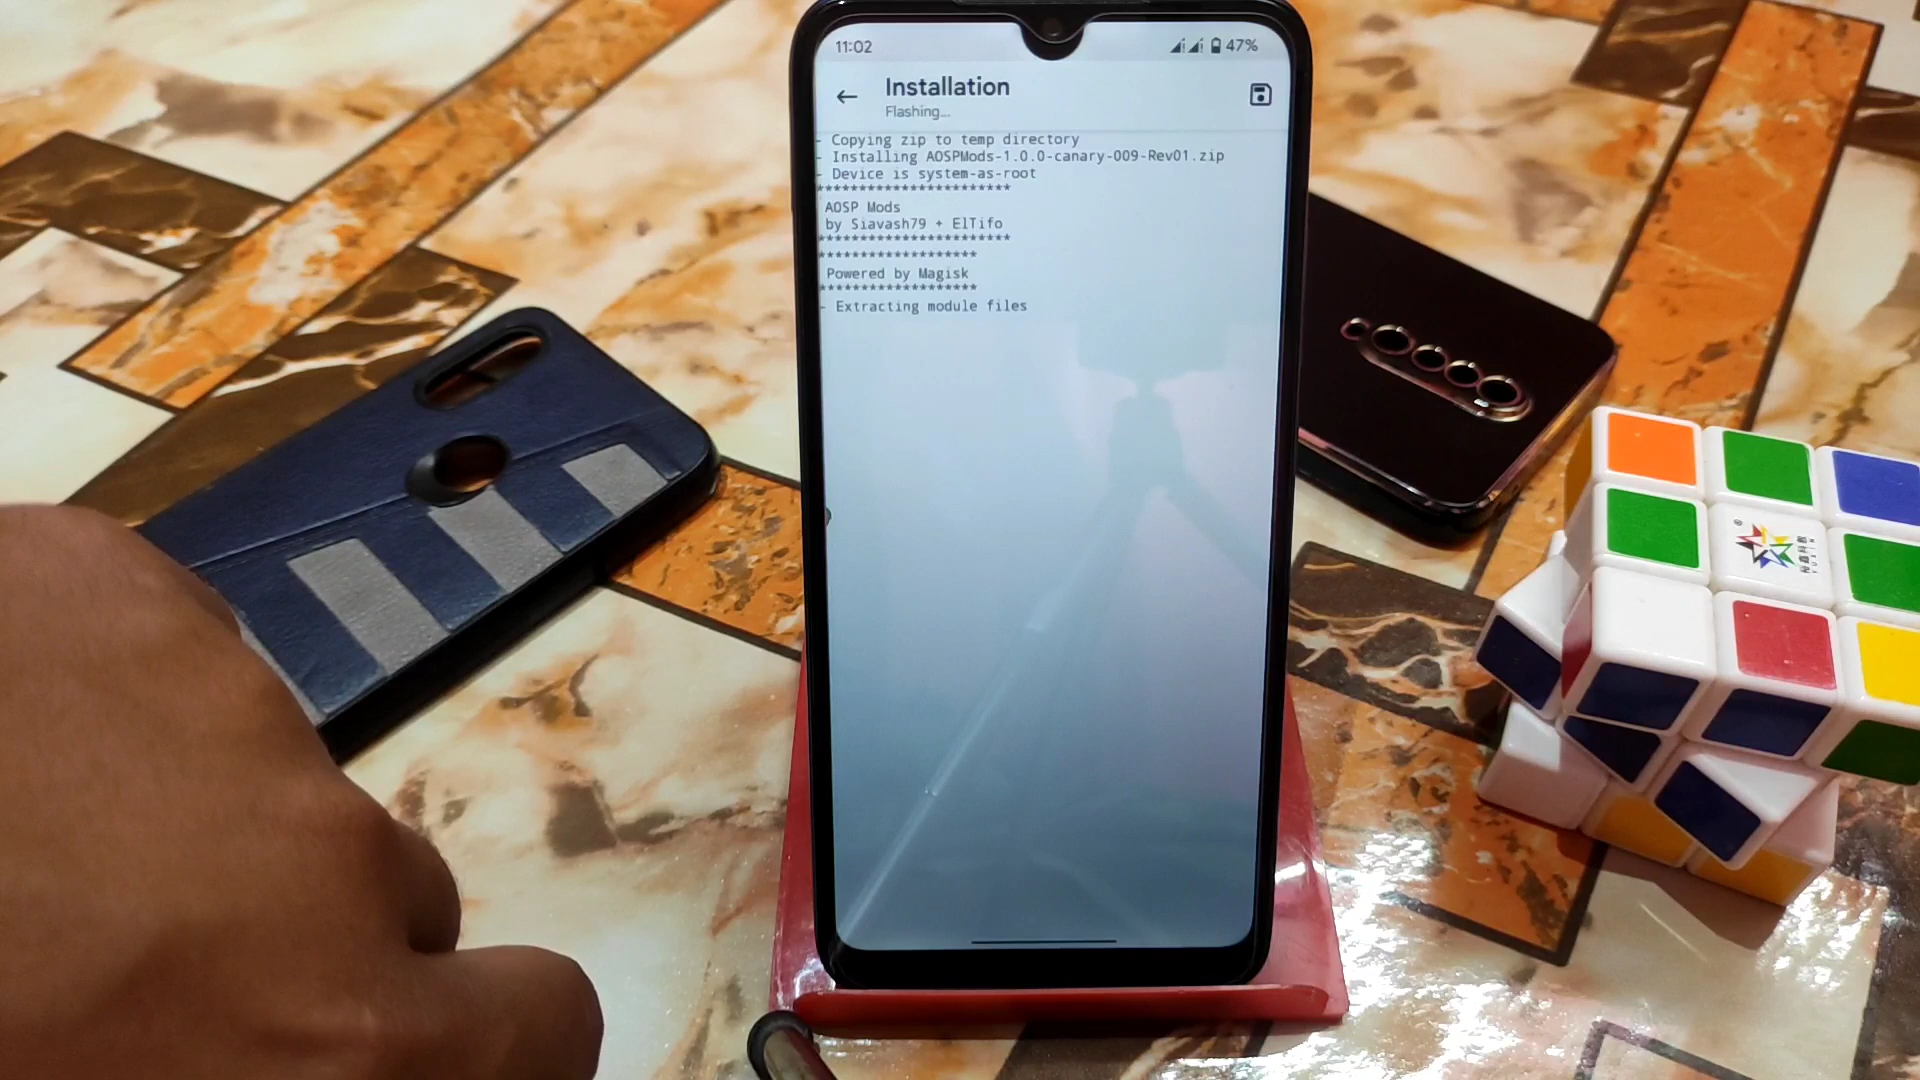 11:02
47%
Installation
Flashing...
- Copying zip to temp directory
- Installing AOSPMods-1.0.0-canary-009-Rev01.zip
- Device is system-as-root
***********************
AOSP Mods
by Siavash79 + ElTifo
***********************
*******************
Powered by Magisk
*******************
- Extracting module files